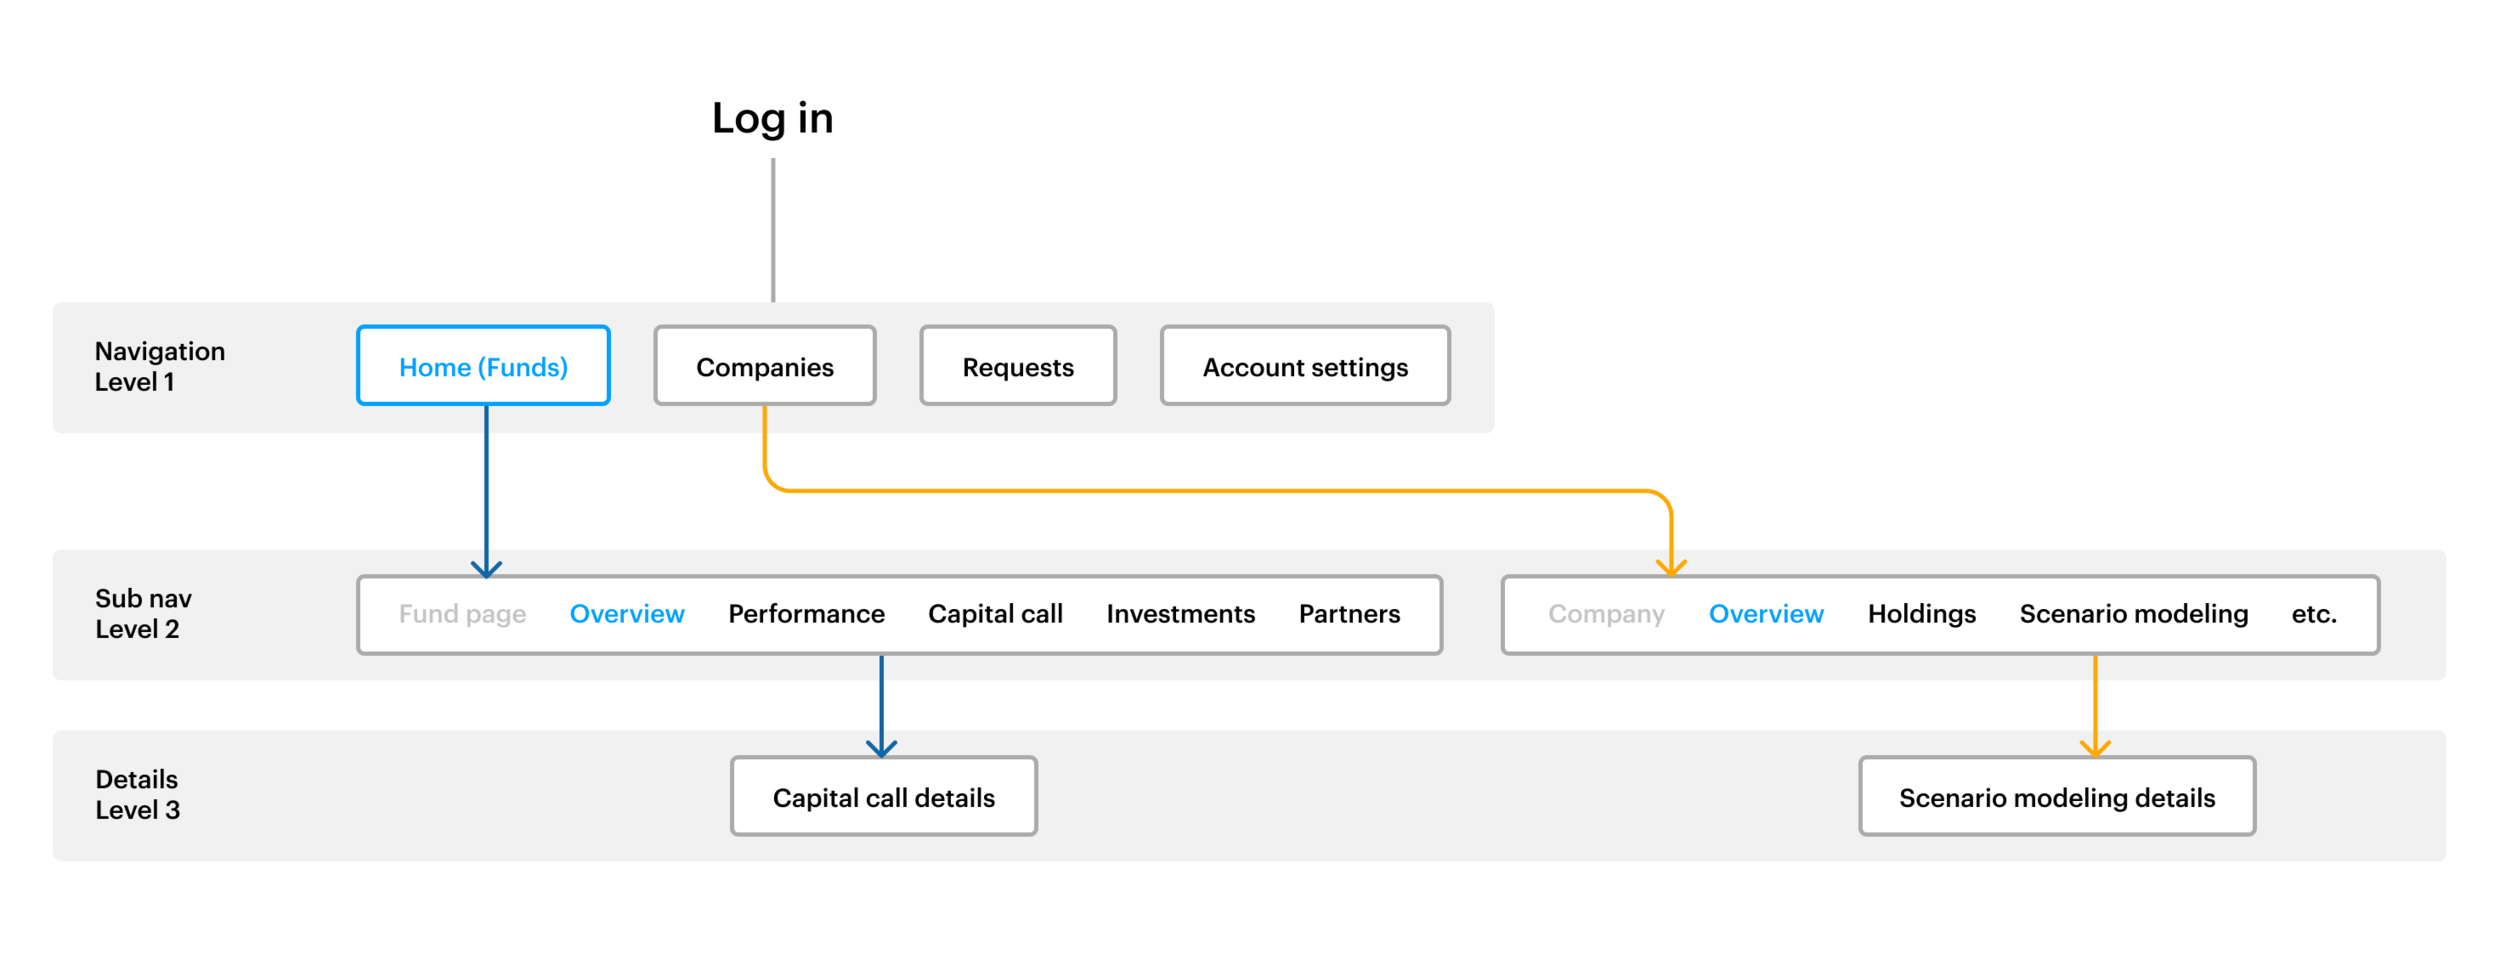 Log in
Navigation
Level 1
Home (Funds)
Companies
Requests
Account settings
Sub nav
Level 2
Fund page
Overview
Performance
Capital call
Investments
Partners
Company
Overview
Holdings
Scenario modeling
etc.
Details
Level 3
Capital call details
Scenario modeling details